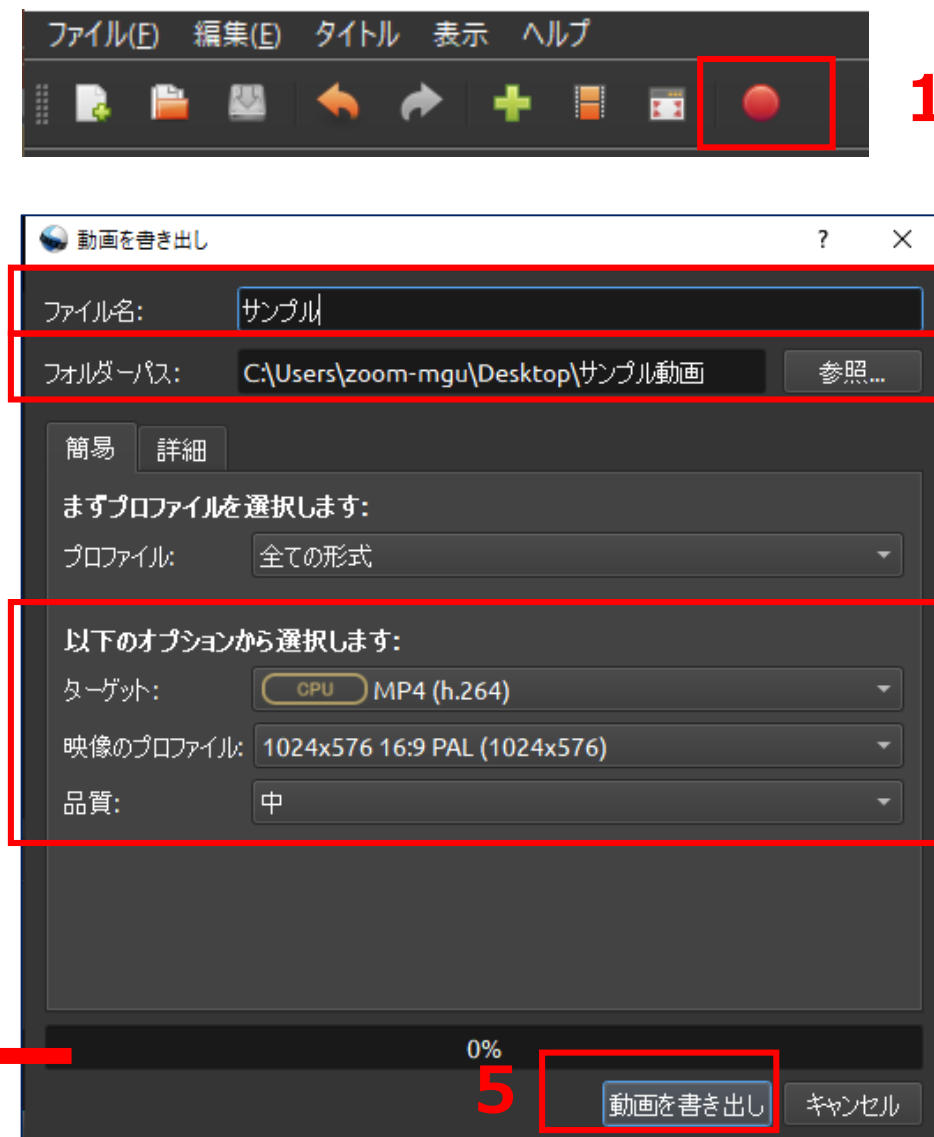 ファイル(F) 編集(E) タイトル 表示 ヘルプ
1
動画を書き出し ? ×
ファイル名: サンプル
フォルダーパス: C:\Users\zoom-mgu\Desktop\サンプル動画 参照...
簡易 詳細
まずプロファイルを選択します:
プロファイル: 全ての形式
以下のオプションから選択します:
ターゲット: CPU MP4 (h.264)
映像のプロファイル: 1024x576 16:9 PAL (1024x576)
品質: 中
0%
5 動画を書き出し キャンセル